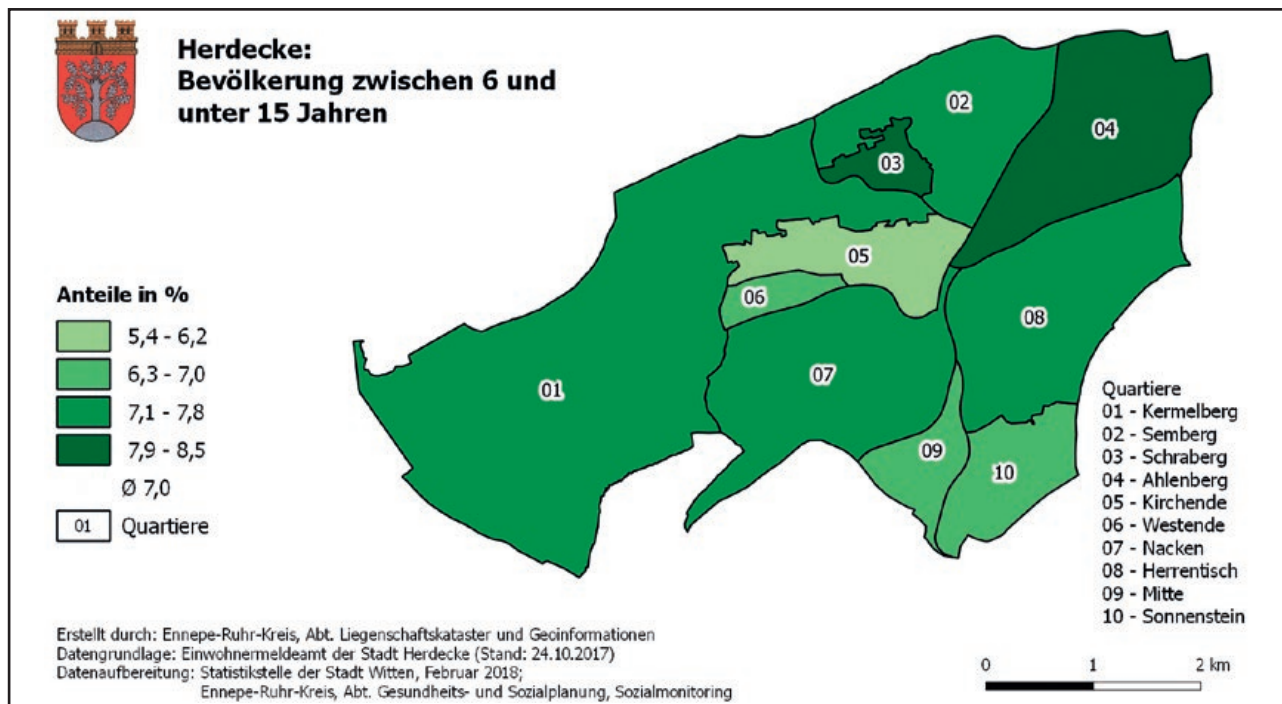 Herdecke:
Bevölkerung zwischen 6 und
unter 15 Jahren
02
04
03
05
06
08
07
01
09
10
Anteile in %
5,4 - 6,2
6,3 - 7,0
7,1 - 7,8
7,9 - 8,5
Ø 7,0
01 Quartiere
Quartiere
01 - Kermelberg
02 - Semberg
03 - Schraberg
04 - Ahlenberg
05 - Kirchende
06 - Westende
07 - Nacken
08 - Herrentisch
09 - Mitte
10 - Sonnenstein
Erstellt durch: Ennepe-Ruhr-Kreis, Abt. Liegenschaftskataster und Geoinformationen
Datengrundlage: Einwohnermeldeamt der Stadt Herdecke (Stand: 24.10.2017)
Datenaufbereitung: Statistikstelle der Stadt Witten, Februar 2018;
Ennepe-Ruhr-Kreis, Abt. Gesundheits- und Sozialplanung, Sozialmonitoring
0 1 2 km